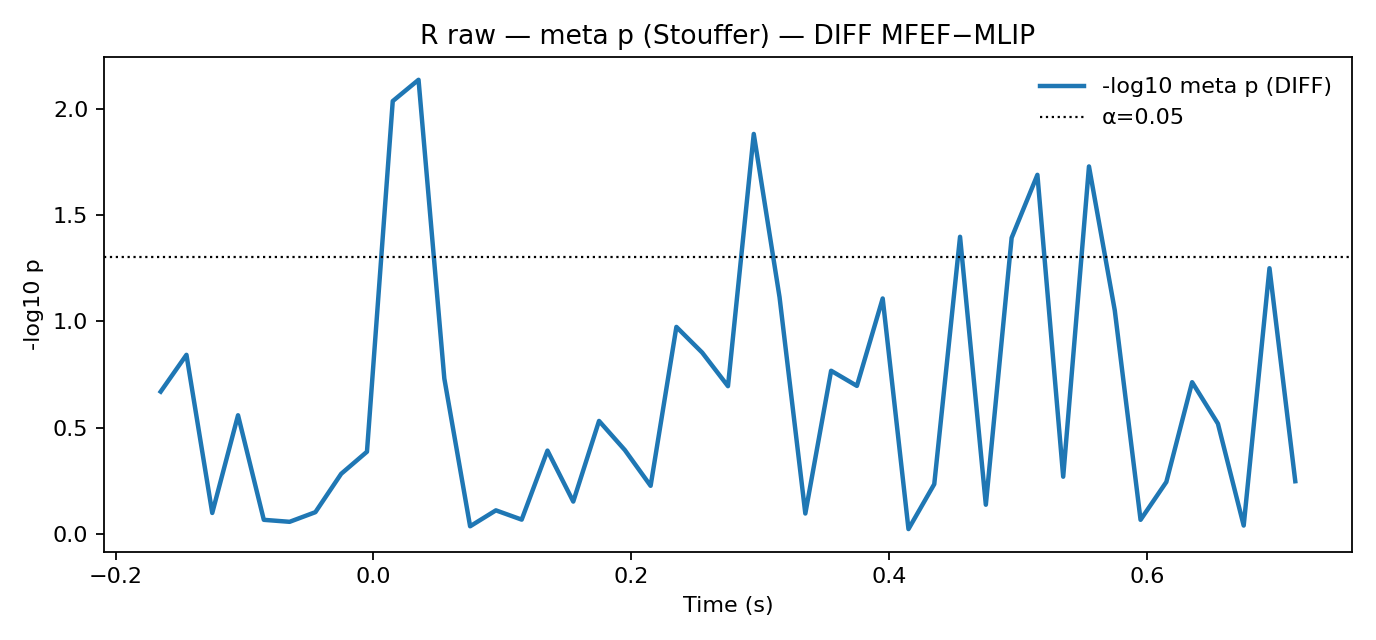 R raw — meta p (Stouffer) — DIFF MFEF−MLIP
-log10 meta p (DIFF)
α=0.05
-log10 p
2.0
1.5
1.0
0.5
0.0
−0.2
0.0
0.2
0.4
0.6
Time (s)